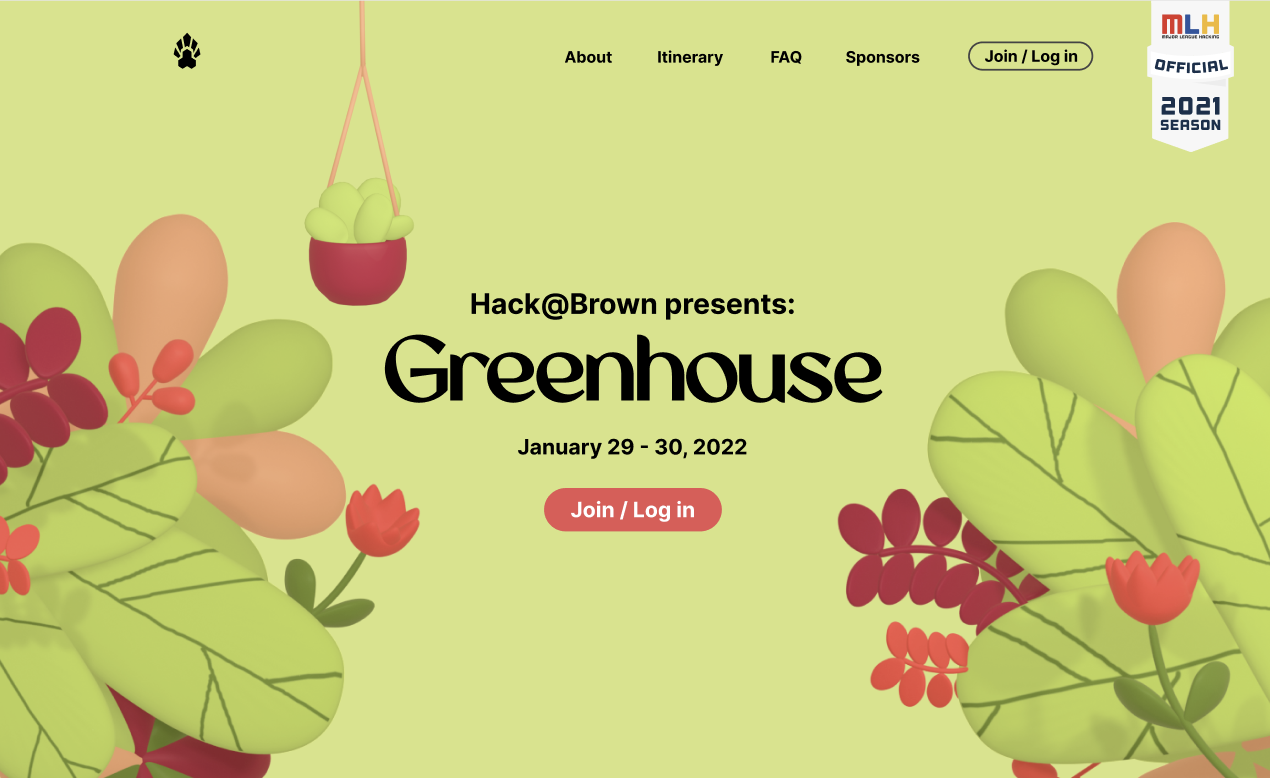 About
Itinerary
FAQ
Sponsors
Join / Log in
MLH
MAJOR LEAGUE HACKING
OFFICIAL
2021
SEASON
Hack@Brown presents:
Greenhouse
January 29 - 30, 2022
Join / Log in